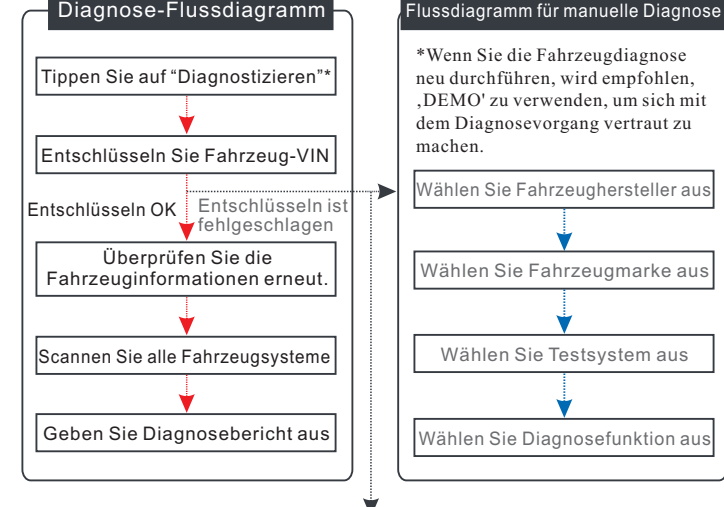 Diagnose-Flussdiagramm
Tippen Sie auf “Diagnostizieren”*
Entschlüsseln Sie Fahrzeug-VIN
Entschlüsseln OK
Entschlüsseln ist
fehlgeschlagen
Überprüfen Sie die
Fahrzeuginformationen erneut.
Scannen Sie alle Fahrzeugsysteme
Geben Sie Diagnosebericht aus
Flussdiagramm für manuelle Diagnose
*Wenn Sie die Fahrzeugdiagnose
neu durchführen, wird empfohlen,
‚DEMO' zu verwenden, um sich mit
dem Diagnosevorgang vertraut zu
machen.
Wählen Sie Fahrzeughersteller aus
Wählen Sie Fahrzeugmarke aus
Wählen Sie Testsystem aus
Wählen Sie Diagnosefunktion aus